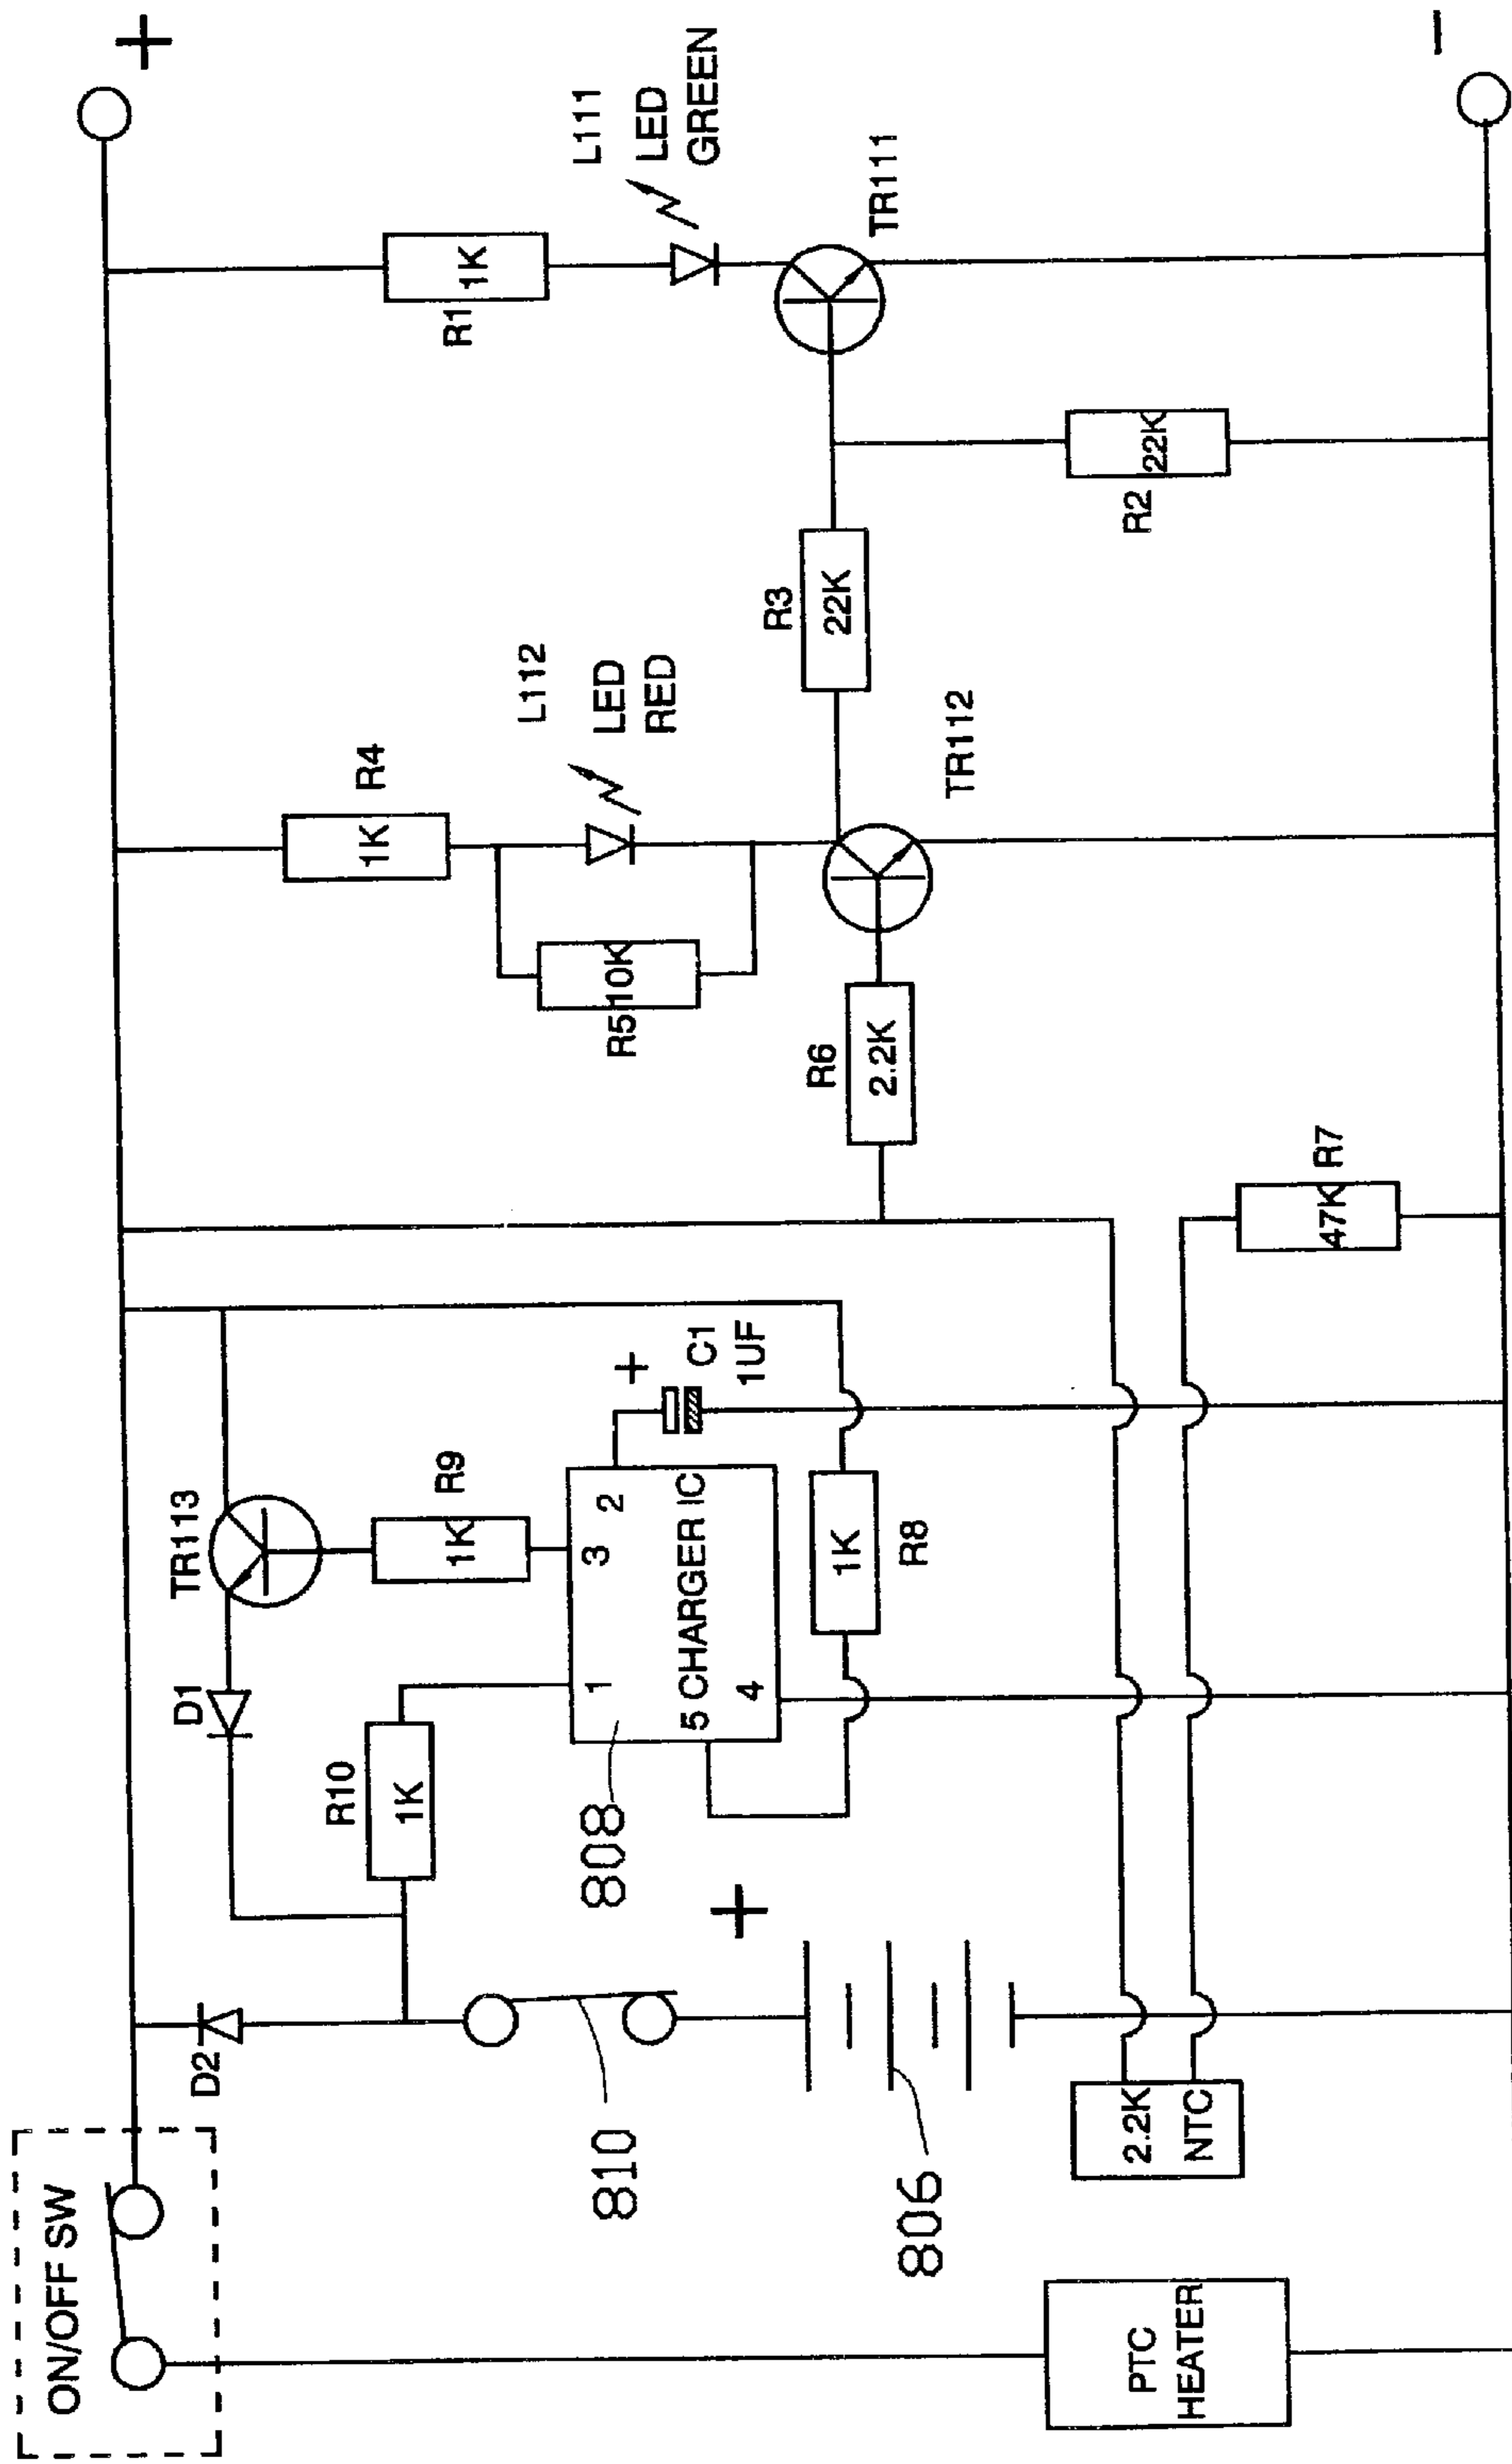 ON/OFF SW
PTC
HEATER
D2
810
806
+
2.2K
NTC
D1
TR113
R10
1K
808
R9
1K
1
3
2
5 CHARGER IC
4
+
C1
1UF
1K
R8
47K
R7
R4
1K
R5
10K
L112
LED
RED
R6
2.2K
TR112
R3
22K
R2
22K
R1
1K
L111
LED
GREEN
TR111
+
−